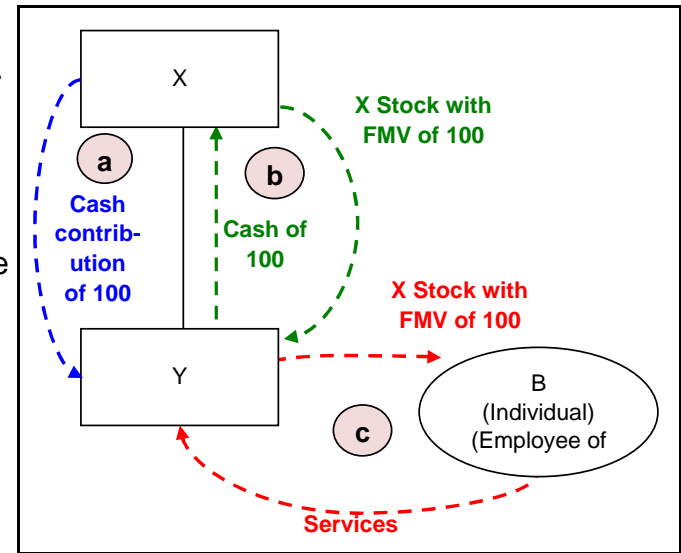 X
X Stock with
FMV of 100
a
b
Cash
contrib-
ution
of 100
Cash of
100
e
X Stock with
FMV of 100
Y
B
(Individual)
(Employee of
c
Services